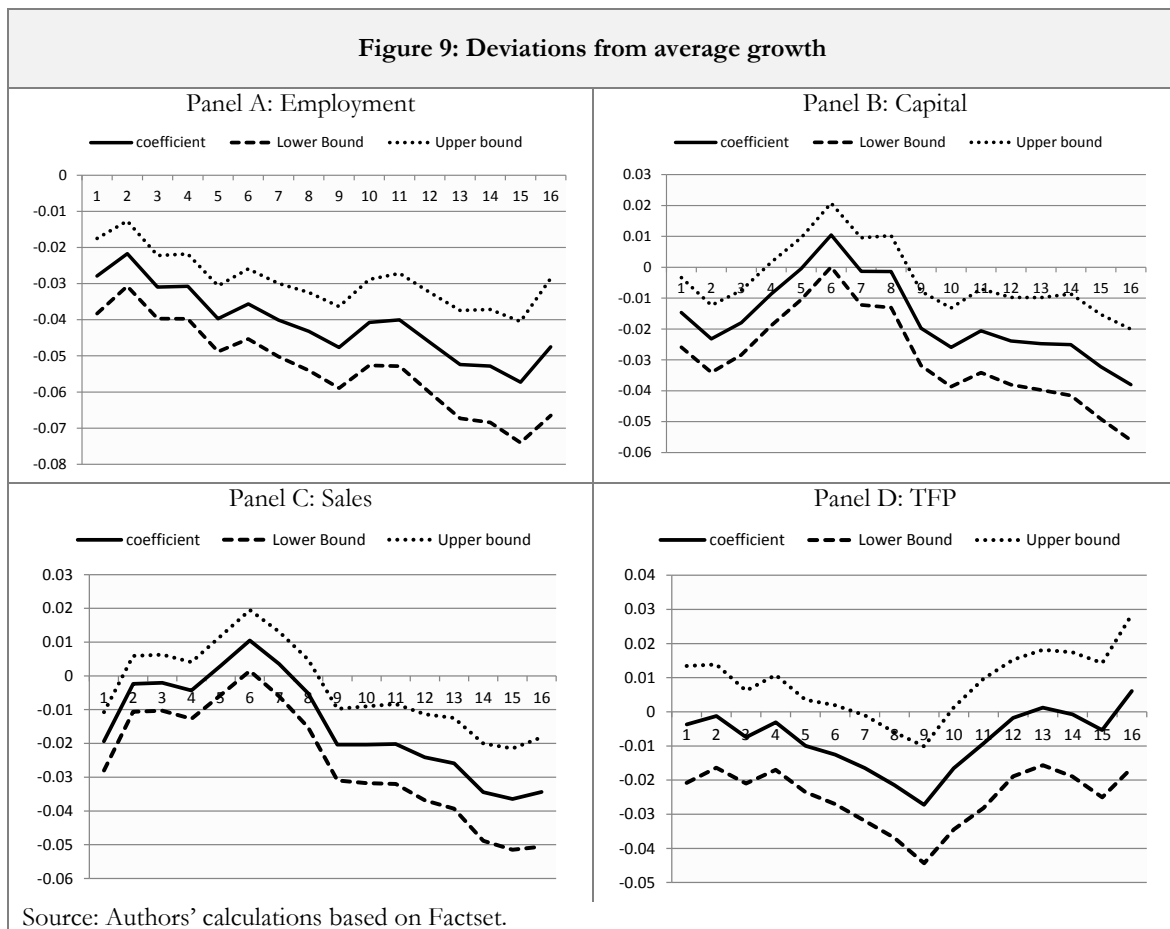 Figure 9: Deviations from average growth
Panel A: Employment
coefficient Lower Bound Upper bound
0
1 2 3 4 5 6 7 8 9 10 11 12 13 14 15 16
-0.01
-0.02
-0.03
-0.04
-0.05
-0.06
-0.07
-0.08
Panel B: Capital
coefficient Lower Bound Upper bound
0.03
0.02
0.01
0
1 2 3 4 5 6 7 8 9 10 11 12 13 14 15 16
-0.01
-0.02
-0.03
-0.04
-0.05
-0.06
Panel C: Sales
coefficient Lower Bound Upper bound
0.03
0.02
0.01
0
1 2 3 4 5 6 7 8 9 10 11 12 13 14 15 16
-0.01
-0.02
-0.03
-0.04
-0.05
-0.06
Panel D: TFP
coefficient Lower Bound Upper bound
0.04
0.03
0.02
0.01
0
1 2 3 4 5 6 7 8 9 10 11 12 13 14 15 16
-0.01
-0.02
-0.03
-0.04
-0.05
Source: Authors’ calculations based on Factset.